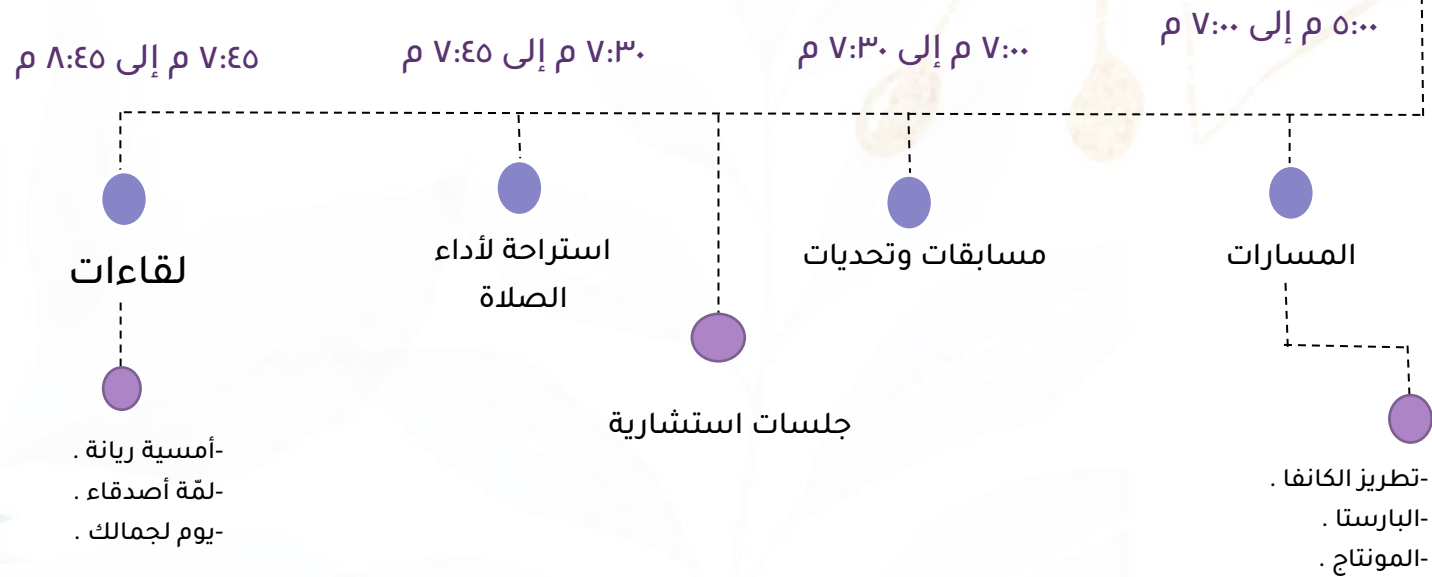 ٥:٠٠ م إلى ٧:٠٠ م
٧:٠٠ م إلى ٧:٣٠ م
٧:٣٠ م إلى ٧:٤٥ م
٧:٤٥ م إلى ٨:٤٥ م
المسارات
-تطريز الكانفا .
-البارستا .
-المونتاج .
مسابقات وتحديات
جلسات استشارية
استراحة لأداء
الصلاة
لقاءات
-أمسية ريانة .
-لمّة أصدقاء .
-يوم لجمالك .